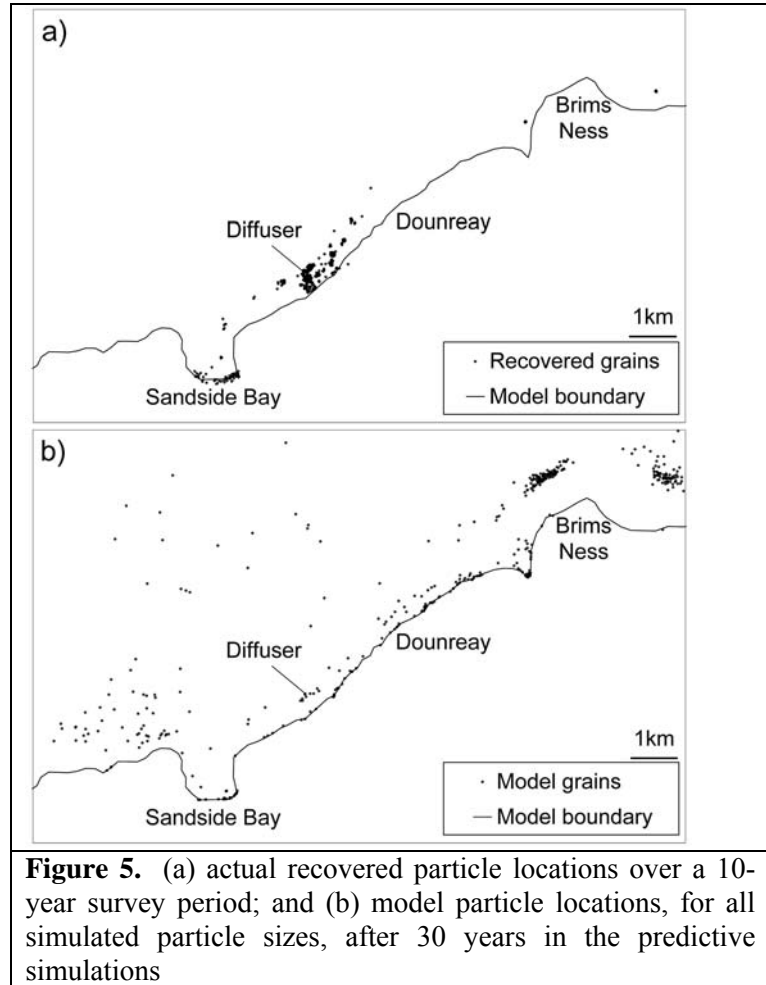 a)
Brims
Ness
Diffuser
Dounreay
1km
Recovered grains
Model boundary
Sandside Bay
b)
Brims
Ness
Dounreay
Diffuser
1km
Model grains
Model boundary
Sandside Bay
Figure 5. (a) actual recovered particle locations over a 10-
year survey period; and (b) model particle locations, for all
simulated particle sizes, after 30 years in the predictive
simulations